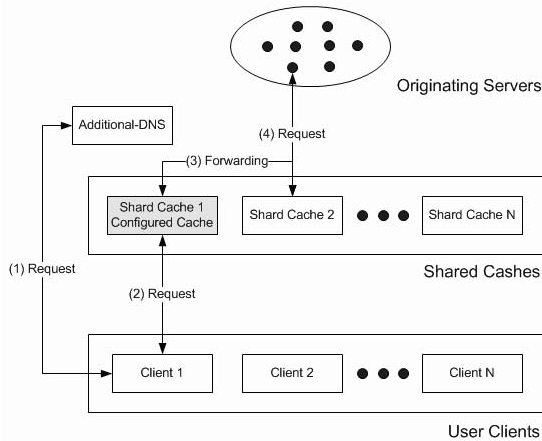 Originating Servers
Additional-DNS
(4) Request
(3) Forwarding
Shard Cache 1
Configured Cache
Shard Cache 2
Shard Cache N
Shared Cashes
(1) Request
(2) Request
Client 1
Client 2
Client N
User Clients